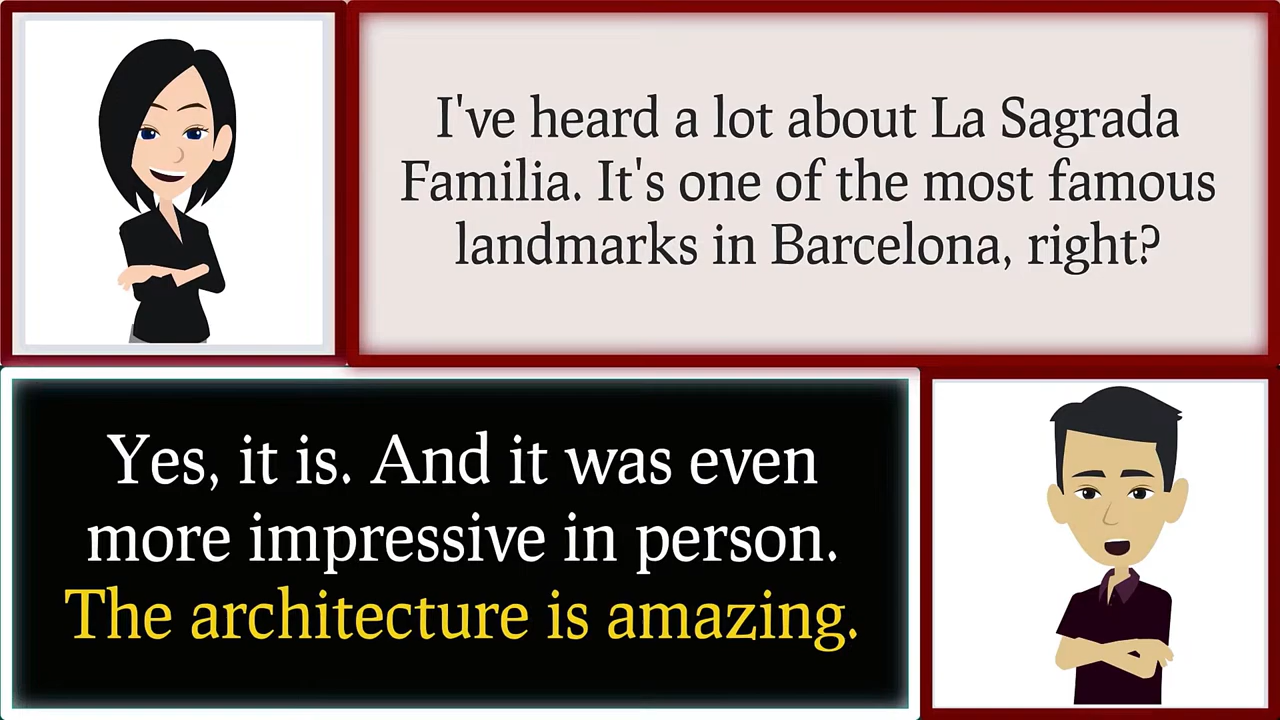 I've heard a lot about La Sagrada
Familia. It's one of the most famous
landmarks in Barcelona, right?
Yes, it is. And it was even
more impressive in person.
The architecture is amazing.